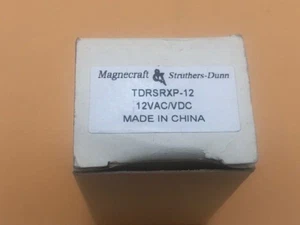 Magnecraft & Struthers-Dunn
TDRSRXP-12
12VAC/VDC
MADE IN CHINA